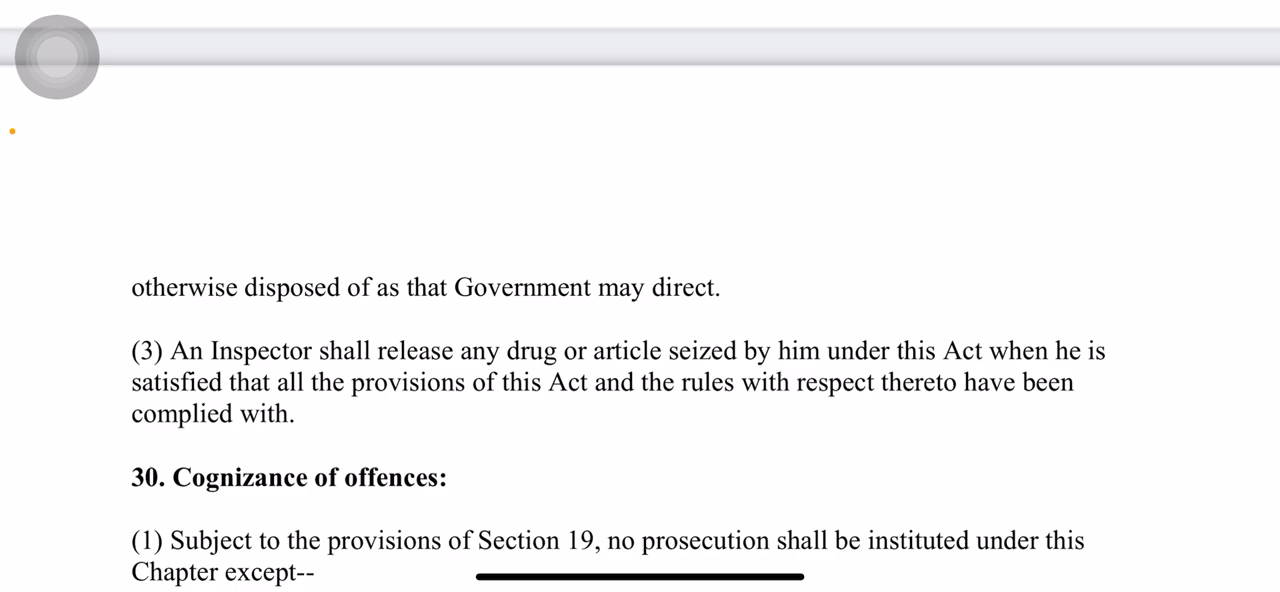 otherwise disposed of as that Government may direct.
(3) An Inspector shall release any drug or article seized by him under this Act when he is
satisfied that all the provisions of this Act and the rules with respect thereto have been
complied with.
30. Cognizance of offences:
(1) Subject to the provisions of Section 19, no prosecution shall be instituted under this
Chapter except--